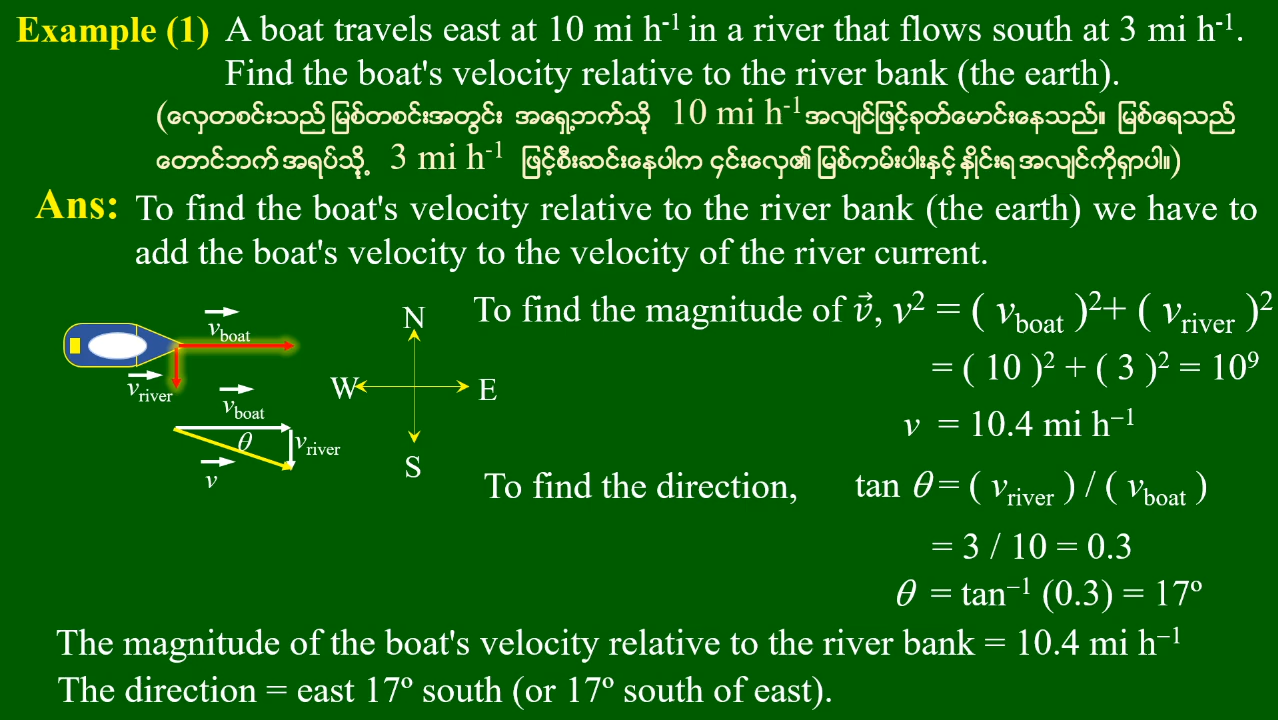 Example (1) A boat travels east at 10 mi h⁻¹ in a river that flows south at 3 mi h⁻¹.
Find the boat's velocity relative to the river bank (the earth).
(လှေတစင်းသည် မြစ်တစင်းအတွင်း အရှေ့ဘက်သို့ 10 mi h⁻¹ အလျင်ဖြင့်ခုတ်မောင်းနေသည်။ မြစ်ရေသည်
တောင်ဘက်အရပ်သို့ 3 mi h⁻¹ ဖြင့်စီးဆင်းနေပါက ၄င်းလှေ၏ မြစ်ကမ်းပါးနှင့် နှိုင်းရ အလျင်ကိုရှာပါ။)
Ans: To find the boat's velocity relative to the river bank (the earth) we have to
add the boat's velocity to the velocity of the river current.
v⃗boat
v⃗river
v⃗boat
θ
v⃗river
v⃗
N
W
E
S
To find the magnitude of v⃗, v² = ( vboat )²+ ( vriver )²
= ( 10 )² + ( 3 )² = 10⁹
v = 10.4 mi h⁻¹
To find the direction, tan θ = ( vriver ) / ( vboat )
= 3 / 10 = 0.3
θ = tan⁻¹ (0.3) = 17º
The magnitude of the boat's velocity relative to the river bank = 10.4 mi h⁻¹
The direction = east 17º south (or 17º south of east).